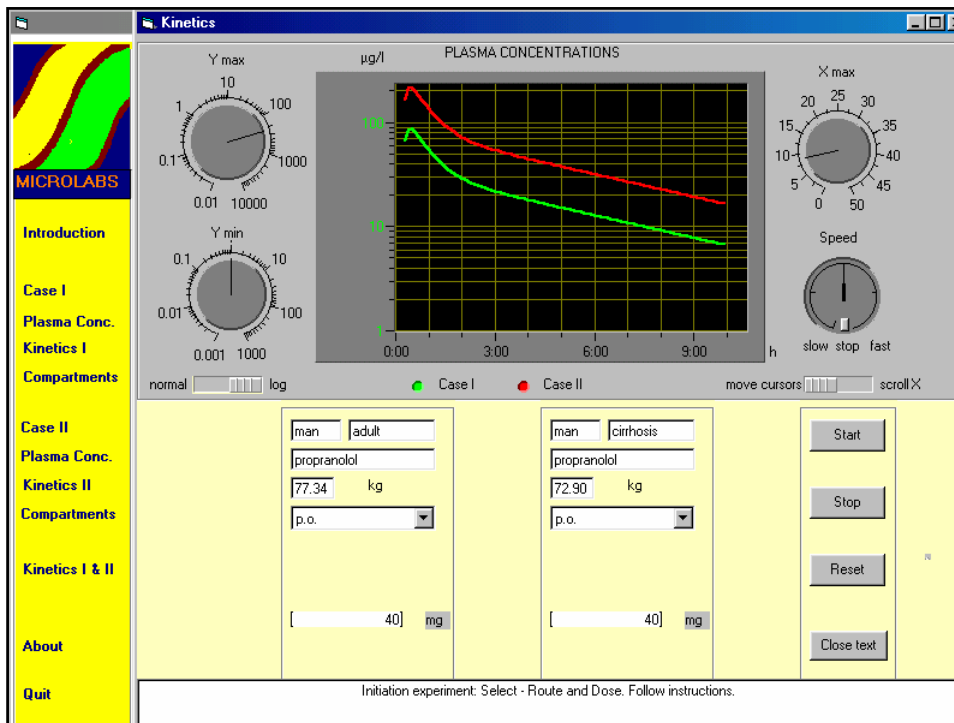 Kinetics
MICROLABS
Introduction
Case I
Plasma Conc.
Kinetics I
Compartments
Case II
Plasma Conc.
Kinetics II
Compartments
Kinetics I & II
About
Quit
Y max
0.01
0.1
1
10
100
1000
10000
Y min
0.001
0.01
0.1
1
10
100
1000
normal log
µg/l PLASMA CONCENTRATIONS
100
10
1
0:00 3:00 6:00 9:00 h
Case I Case II
X max
0
5
10
15
20
25
30
35
40
45
50
Speed
slow stop fast
move cursors scroll X
man adult
propranolol
77.34 kg
p.o.
[ 40] mg
man cirrhosis
propranolol
72.90 kg
p.o.
[ 40] mg
Start
Stop
Reset
Close text
Initiation experiment: Select - Route and Dose. Follow instructions.